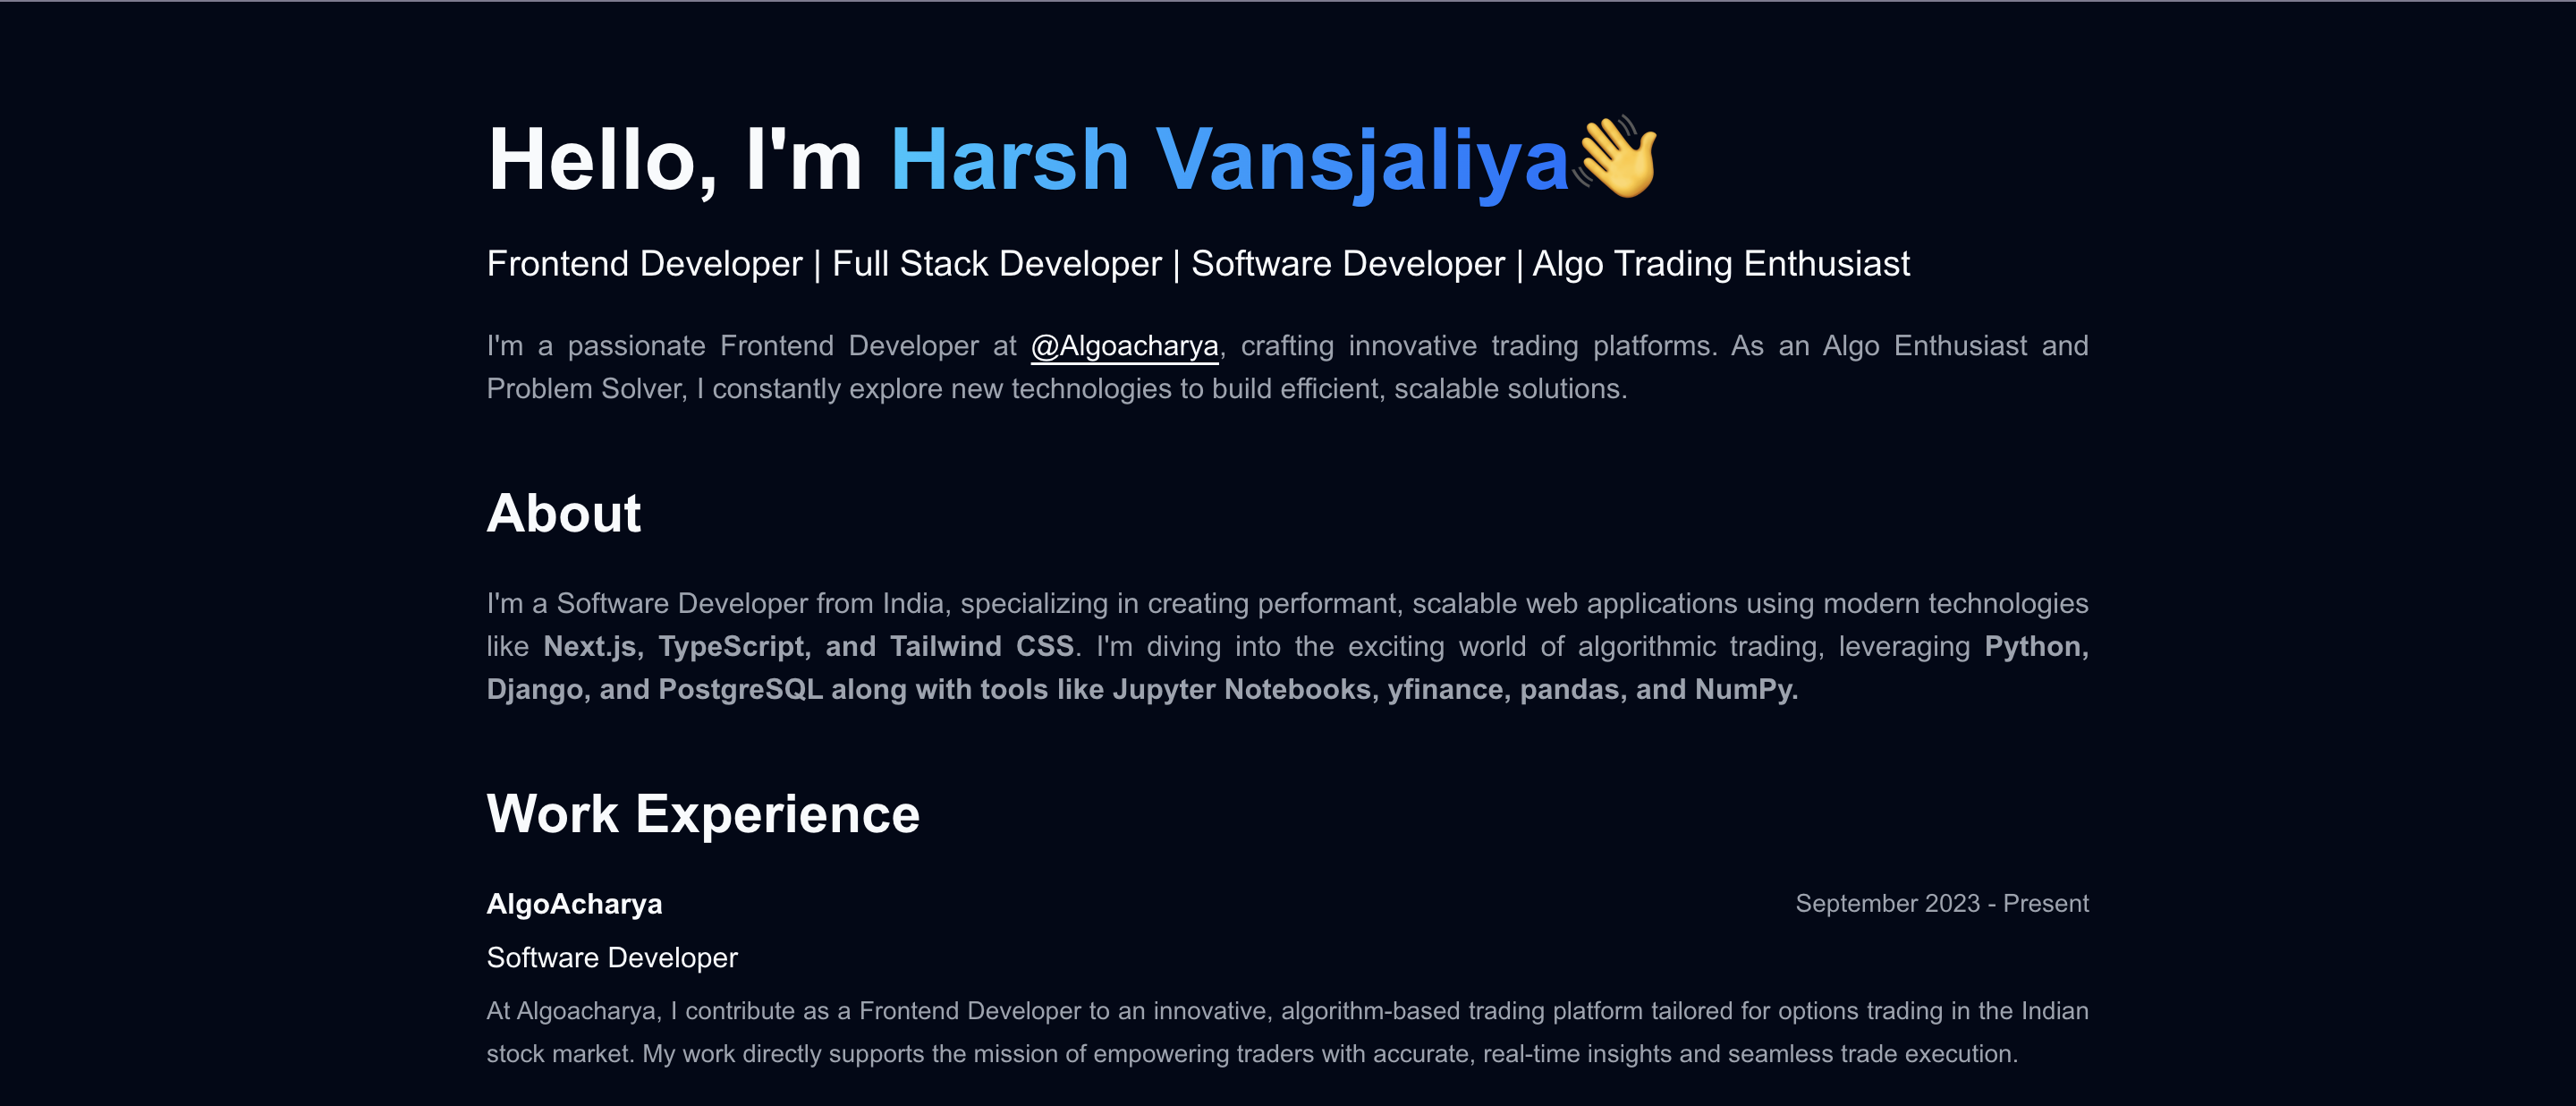 Hello, I'm Harsh Vansjaliya👋
Frontend Developer | Full Stack Developer | Software Developer | Algo Trading Enthusiast
I'm a passionate Frontend Developer at @Algoacharya, crafting innovative trading platforms. As an Algo Enthusiast and
Problem Solver, I constantly explore new technologies to build efficient, scalable solutions.
About
I'm a Software Developer from India, specializing in creating performant, scalable web applications using modern technologies
like Next.js, TypeScript, and Tailwind CSS. I'm diving into the exciting world of algorithmic trading, leveraging Python,
Django, and PostgreSQL along with tools like Jupyter Notebooks, yfinance, pandas, and NumPy.
Work Experience
AlgoAcharya September 2023 - Present
Software Developer
At Algoacharya, I contribute as a Frontend Developer to an innovative, algorithm-based trading platform tailored for options trading in the Indian
stock market. My work directly supports the mission of empowering traders with accurate, real-time insights and seamless trade execution.